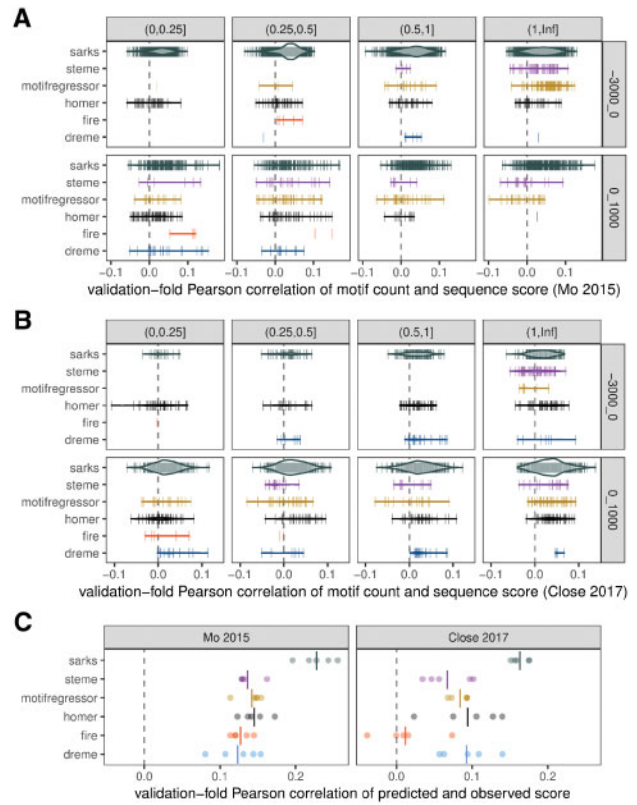 A
(0,0.25]
(0.25,0.5]
(0.5,1]
(1,Inf]
sarks
steme
motifregressor
homer
fire
dreme
-3000_0
sarks
steme
motifregressor
homer
fire
dreme
0_1000
-0.1 0.0 0.1 -0.1 0.0 0.1 -0.1 0.0 0.1 -0.1 0.0 0.1
validation-fold Pearson correlation of motif count and sequence score (Mo 2015)
B
(0,0.25]
(0.25,0.5]
(0.5,1]
(1,Inf]
sarks
steme
motifregressor
homer
fire
dreme
-3000_0
sarks
steme
motifregressor
homer
fire
dreme
0_1000
-0.1 0.0 0.1 -0.1 0.0 0.1 -0.1 0.0 0.1 -0.1 0.0 0.1
validation-fold Pearson correlation of motif count and sequence score (Close 2017)
C
Mo 2015
Close 2017
sarks
steme
motifregressor
homer
fire
dreme
0.0 0.1 0.2 0.0 0.1 0.2
validation-fold Pearson correlation of predicted and observed score